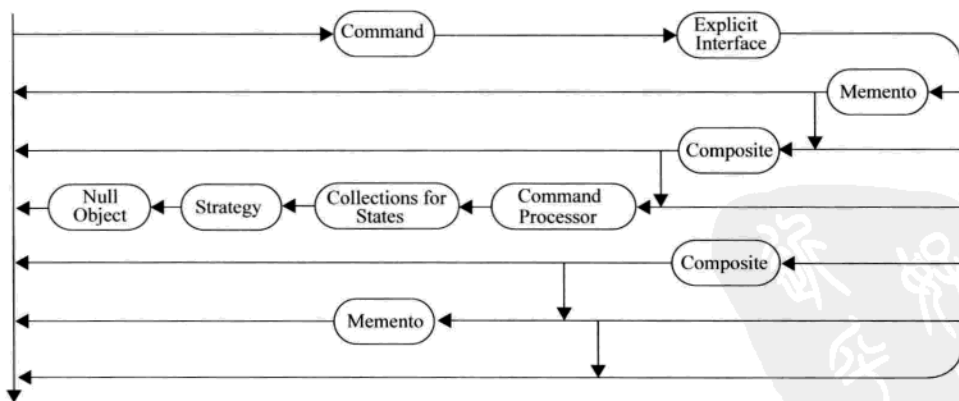 Command
Explicit
Interface
Memento
Composite
Null
Object
Strategy
Collections for
States
Command
Processor
Composite
Memento